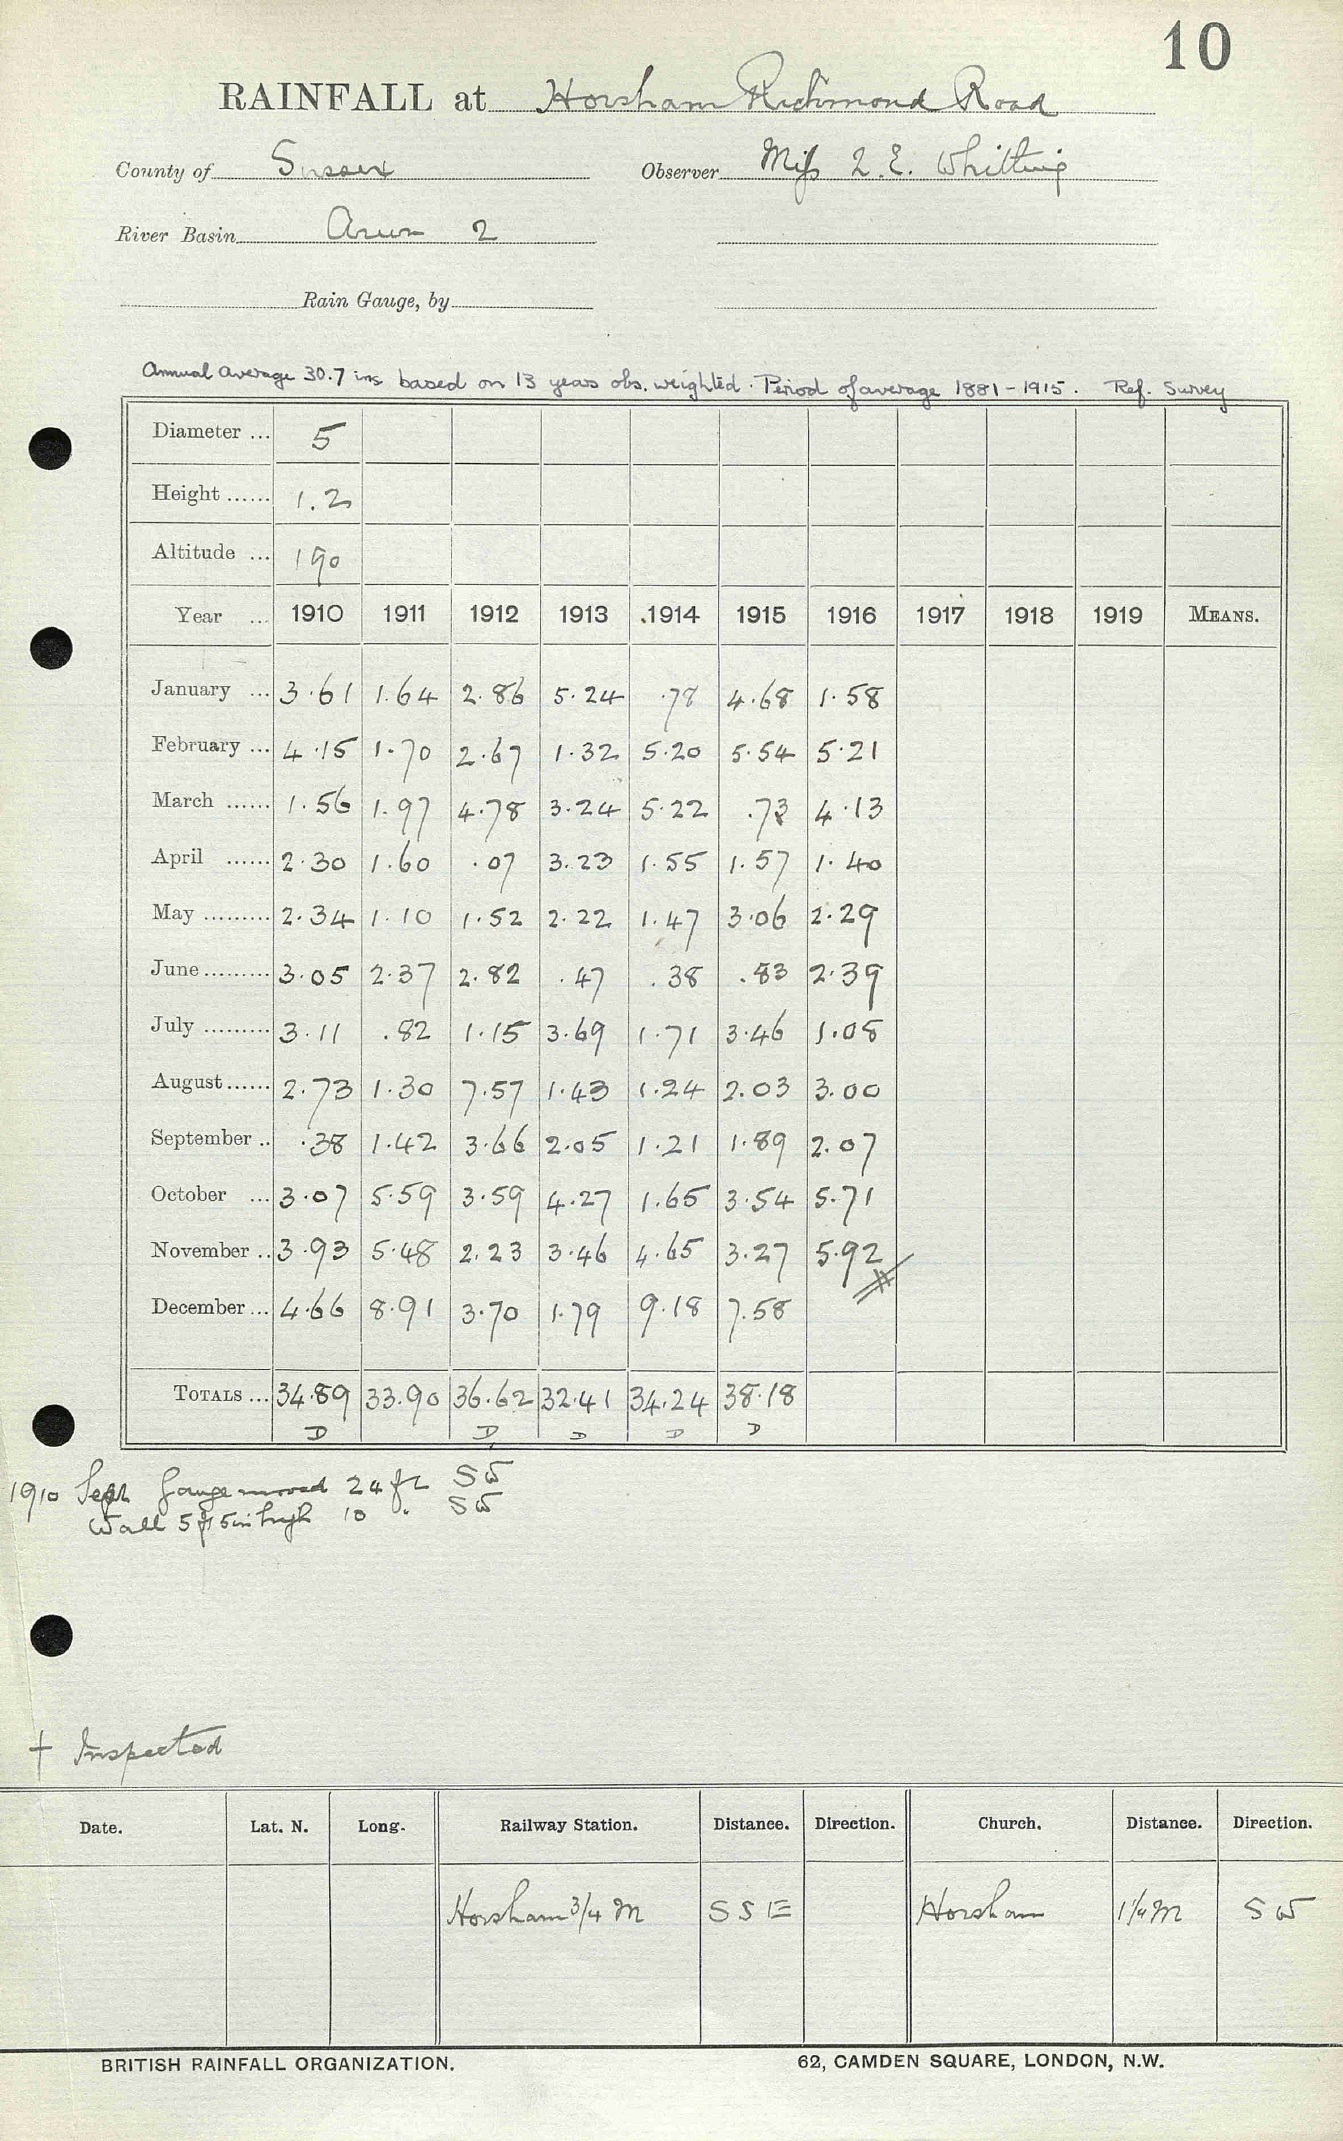 10
RAINFALL at Horsham Richmond Road
County of Sussex Observer Miss L. E. Whitting
River Basin Arun 2
Rain Gauge, by
Annual Average 30.7 ins based on 13 years obs. weighted. Period of average 1881-1915. Ref. Survey
Diameter ... 5
Height ...... 1.2
Altitude ... 190
Year ... 1910 1911 1912 1913 1914 1915 1916 1917 1918 1919 MEANS.
January ... 3.61 1.64 2.86 5.24 .78 4.68 1.58
February ... 4.15 1.70 2.67 1.32 5.20 5.54 5.21
March ...... 1.56 1.97 4.78 3.24 5.22 .73 4.13
April ...... 2.30 1.60 .07 3.23 1.55 1.57 1.40
May ......... 2.34 1.10 1.52 2.22 1.47 3.06 2.29
June ......... 3.05 2.37 2.82 .47 .38 .83 2.39
July ......... 3.11 .82 1.15 3.69 1.71 3.46 1.08
August ...... 2.73 1.30 7.57 1.43 1.24 2.03 3.00
September .. .38 1.42 3.66 2.05 1.21 1.89 2.07
October ... 3.07 5.59 3.59 4.27 1.65 3.54 5.71
November .. 3.93 5.48 2.23 3.46 4.65 3.27 5.92
December ... 4.66 8.91 3.70 1.79 9.18 7.58
TOTALS ... 34.89 33.90 36.62 32.41 34.24 38.18
D D D D D
1910 Sept Gauge moved 24 ft SW
Wall 5 ft 5 in high 10 " SW
+ Inspected
Date. Lat. N. Long. Railway Station. Distance. Direction. Church. Distance. Direction.
Horsham 3/4 M SSE Horsham 1 1/4 M SW
BRITISH RAINFALL ORGANIZATION. 62, CAMDEN SQUARE, LONDON, N.W.